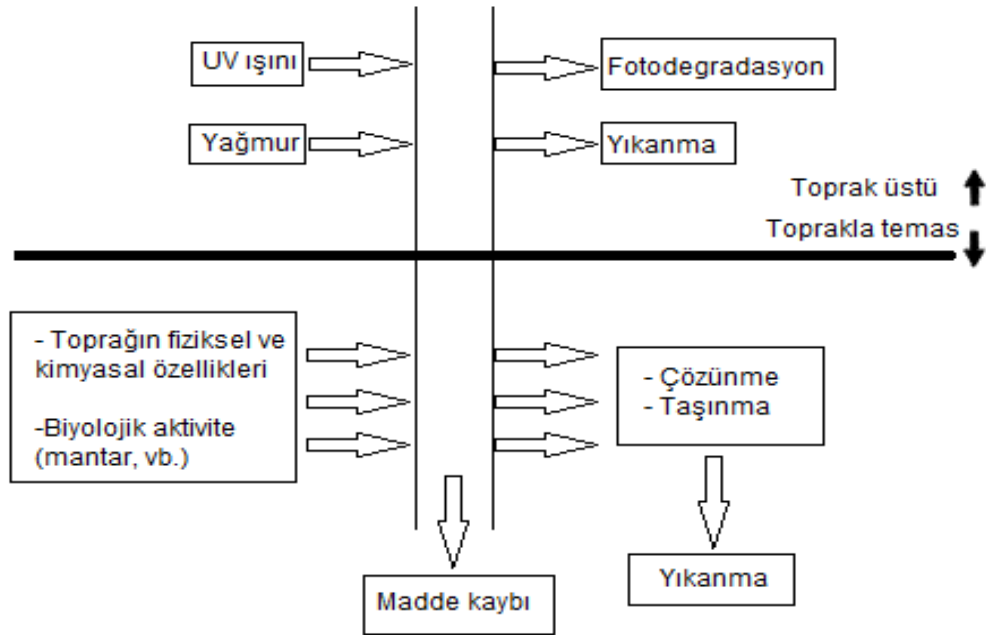 UV ışını
Fotodegradasyon
Yağmur
Yıkanma
Toprak üstü
Toprakla temas
- Toprağın fiziksel ve
kimyasal özellikleri
-Biyolojik aktivite
(mantar, vb.)
- Çözünme
- Taşınma
Madde kaybı
Yıkanma